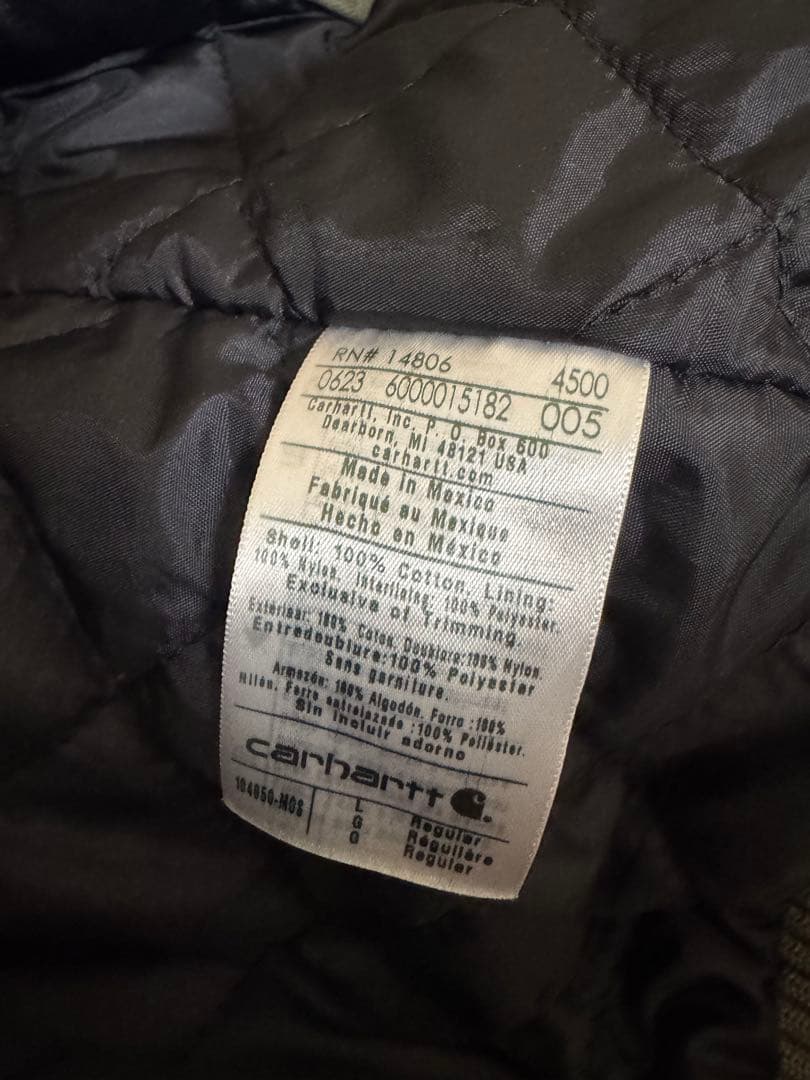 RN# 14806
4500
0623 6000015182 005
Carhartt, Inc. P.O. Box 600
Dearborn, MI 48121 USA
carhartt.com
Made in Mexico
Fabriqué au Mexique
Hecho en México
Shell: 100% Cotton. Lining:
100% Nylon. Interlining: 100% Polyester.
Exclusive of Trimming.
Extérieur: 100% Coton. Doublure:100% Nylon.
Entredoublure:100% Polyester
Sans garniture.
Armazón: 100% Algodón. Forro :100%
Nilón. Forro entrelazado :100% Poliéster.
Sin incluir adorno
carhartt
104050-MOS
L Regular
G Régulière
G Regular